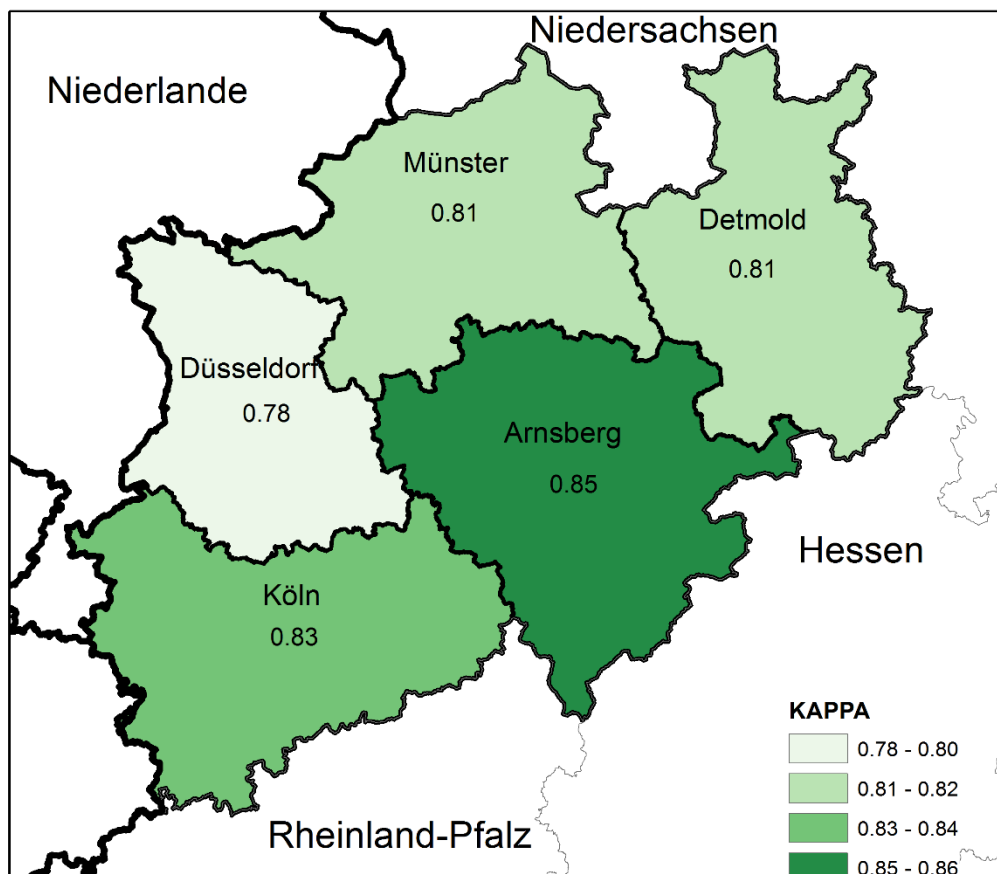 Niedersachsen
Niederlande
Münster
0.81
Detmold
0.81
Düsseldorf
0.78
Arnsberg
0.85
Hessen
Köln
0.83
Rheinland-Pfalz
KAPPA
0.78 - 0.80
0.81 - 0.82
0.83 - 0.84
0.85 - 0.86